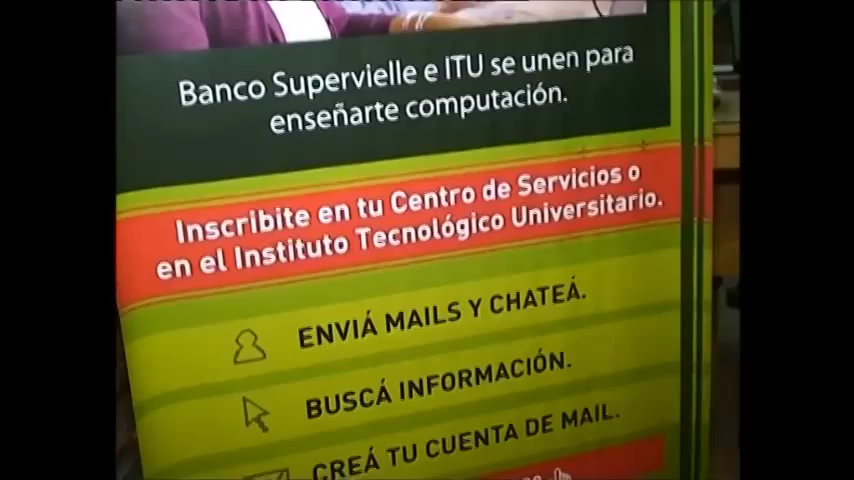 Banco Supervielle e ITU se unen para
enseñarte computación.
Inscribite en tu Centro de Servicios o
en el Instituto Tecnológico Universitario.
ENVIÁ MAILS Y CHATEÁ.
BUSCÁ INFORMACIÓN.
CREÁ TU CUENTA DE MAIL.